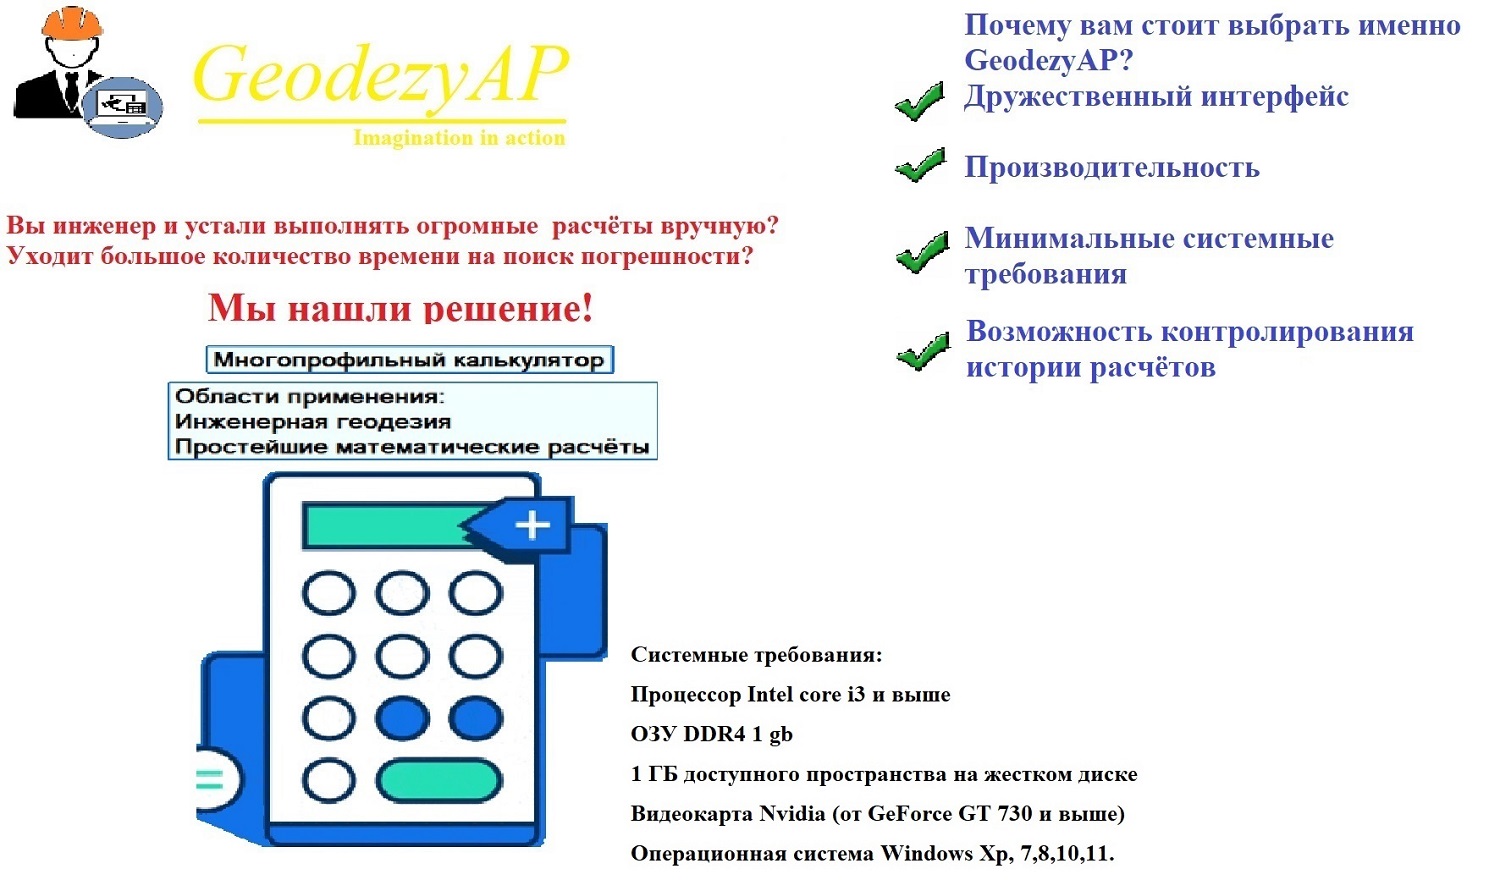 GeodezyAP
Imagination in action
Вы инженер и устали выполнять огромные расчёты вручную?
Уходит большое количество времени на поиск погрешности?
Мы нашли решение!
Многопрофильный калькулятор
Области применения:
Инженерная геодезия
Простейшие математические расчёты
+
=
Почему вам стоит выбрать именно
GeodezyAP?
Дружественный интерфейс
Производительность
Минимальные системные
требования
Возможность контролирования
истории расчётов
Системные требования:
Процессор Intel core i3 и выше
ОЗУ DDR4 1 gb
1 ГБ доступного пространства на жестком диске
Видеокарта Nvidia (от GeForce GT 730 и выше)
Операционная система Windows Xp, 7,8,10,11.